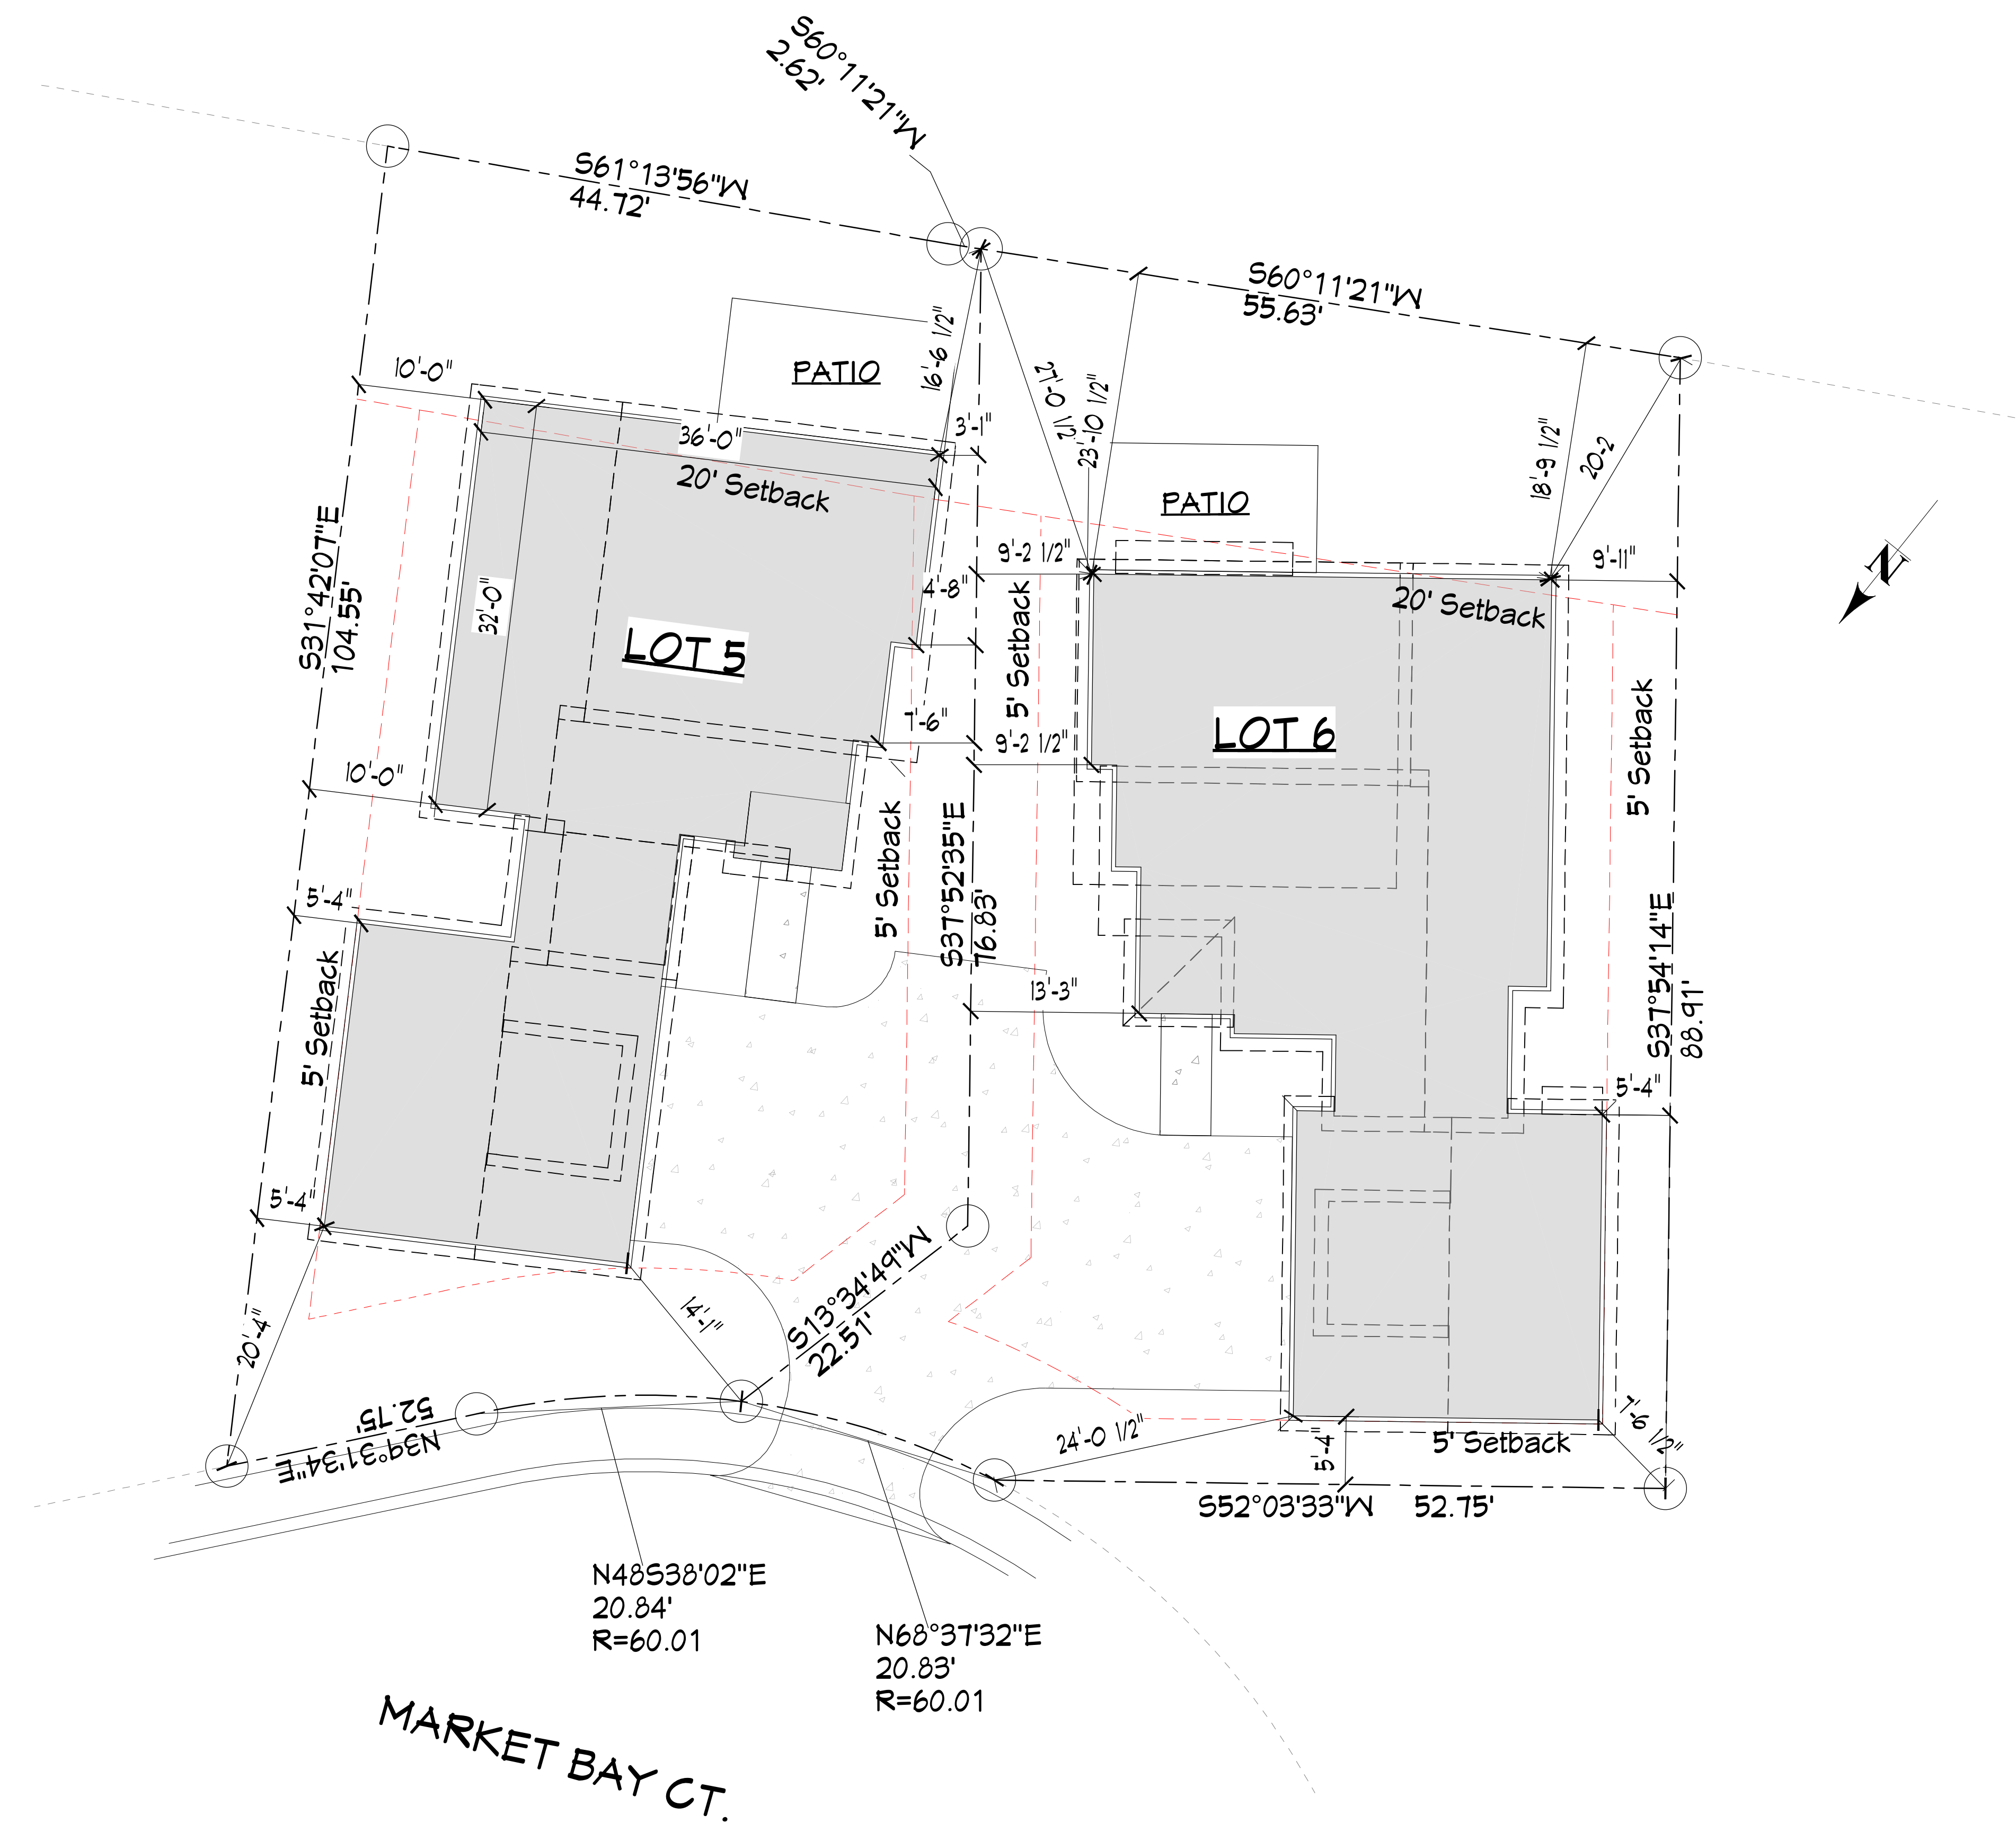 S60°11'21"W
2.62'
S61°13'56"W
44.72'
S60°11'21"W
55.63'
10'-0"
PATIO
16'-6 1/2"
3'-1"
27'-0 1/2"
23'-10 1/2"
18'-9 1/2"
20-2
36'-0"
20' Setback
PATIO
9'-2 1/2"
9'-11"
N
S31°42'07"E
104.55'
32'-0"
4'-8"
5' Setback
20' Setback
LOT 5
7'-6"
9'-2 1/2"
LOT 6
5' Setback
10'-0"
5' Setback
S37°52'35"E
76.83'
5'-4"
5' Setback
13'-3"
S37°54'14"E
88.91'
5'-4"
5'-4"
20'-4"
14'-1"
S13°34'49"W
22.51'
52.75'
N39°31'34"E
24'-0 1/2"
5'-4"
5' Setback
7'-6 1/2"
S52°03'33"W 52.75'
N48S38'02"E
20.84'
R=60.01
N68°37'32"E
20.83'
R=60.01
MARKET BAY CT.